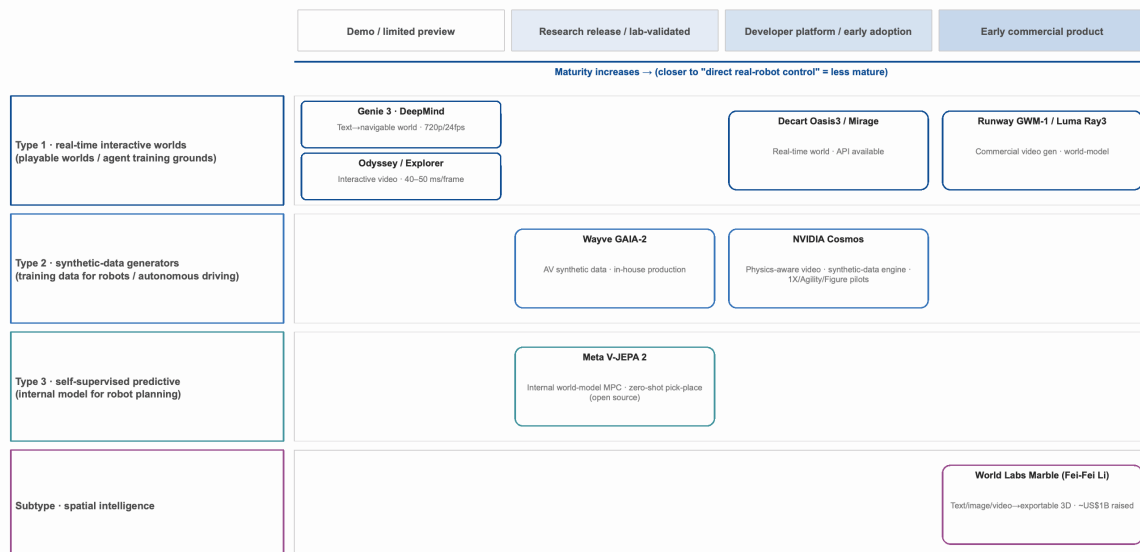 Demo / limited preview
Research release / lab-validated
Developer platform / early adoption
Early commercial product
Maturity increases → (closer to "direct real-robot control" = less mature)
Type 1 · real-time interactive worlds
(playable worlds / agent training grounds)
Genie 3 · DeepMind
Text→navigable world · 720p/24fps
Odyssey / Explorer
Interactive video · 40–50 ms/frame
Decart Oasis3 / Mirage
Real-time world · API available
Runway GWM-1 / Luma Ray3
Commercial video gen · world-model
Type 2 · synthetic-data generators
(training data for robots / autonomous driving)
Wayve GAIA-2
AV synthetic data · in-house production
NVIDIA Cosmos
Physics-aware video · synthetic-data engine ·
1X/Agility/Figure pilots
Type 3 · self-supervised predictive
(internal model for robot planning)
Meta V-JEPA 2
Internal world-model MPC · zero-shot pick-place
(open source)
Subtype · spatial intelligence
World Labs Marble (Fei-Fei Li)
Text/image/video→exportable 3D · ~US$1B raised